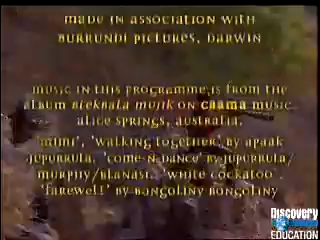 MADE IN ASSOCIATION WITH
BURRUNDI PICTURES, DARWIN
MUSIC IN THIS PROGRAMME IS FROM THE
ALBUM NTEKNALA MUJIK ON CAAMA MUSIC.
ALICE SPRINGS, AUSTRALIA.
'MIMI', 'WALKING TOGETHER' BY APAAK
JUPURRULA, 'COME-N-DANCE' BY JUPURRULA/
MURPHY/BLANASI, 'WHITE COCKATOO',
'FAREWELL' BY BANGOLINY BONGOLINY
Discovery
EDUCATION